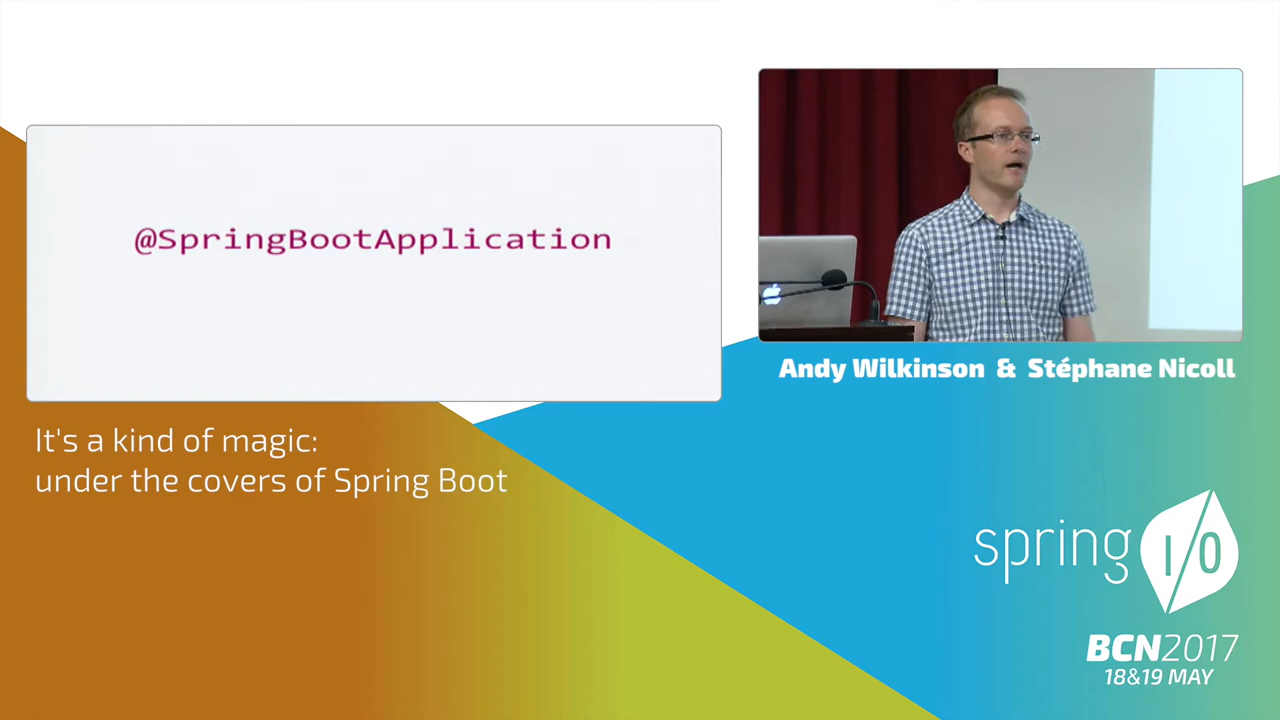 @SpringBootApplication
Andy Wilkinson & Stéphane Nicoll
It's a kind of magic:
under the covers of Spring Boot
spring I/O
BCN2017
18&19 MAY